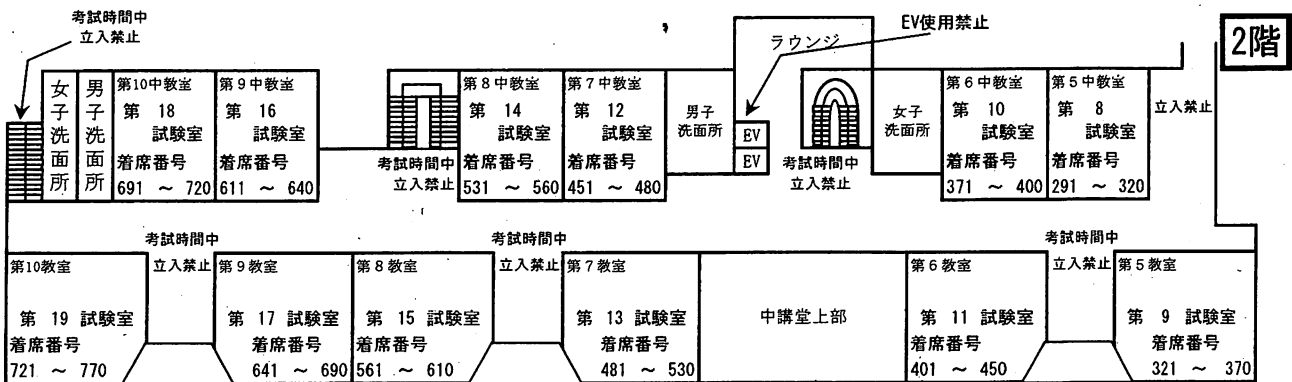 考試時間中
立入禁止
EV使用禁止
2階
ラウンジ
女子洗面所
男子洗面所
第10中教室
第 18
試験室
着席番号
691 ~ 720
第9中教室
第 16
試験室
着席番号
611 ~ 640
考試時間中
立入禁止
第8中教室
第 14
試験室
着席番号
531 ~ 560
第7中教室
第 12
試験室
着席番号
451 ~ 480
男子
洗面所
EV
EV
考試時間中
立入禁止
女子
洗面所
第6中教室
第 10
試験室
着席番号
371 ~ 400
第5中教室
第 8
試験室
着席番号
291 ~ 320
立入禁止
第10教室
第 19 試験室
着席番号
721 ~ 770
考試時間中
立入禁止
第9教室
第 17 試験室
着席番号
641 ~ 690
第8教室
第 15 試験室
着席番号
561 ~ 610
考試時間中
立入禁止
第7教室
第 13 試験室
着席番号
481 ~ 530
中講堂上部
第6教室
第 11 試験室
着席番号
401 ~ 450
考試時間中
立入禁止
第5教室
第 9 試験室
着席番号
321 ~ 370